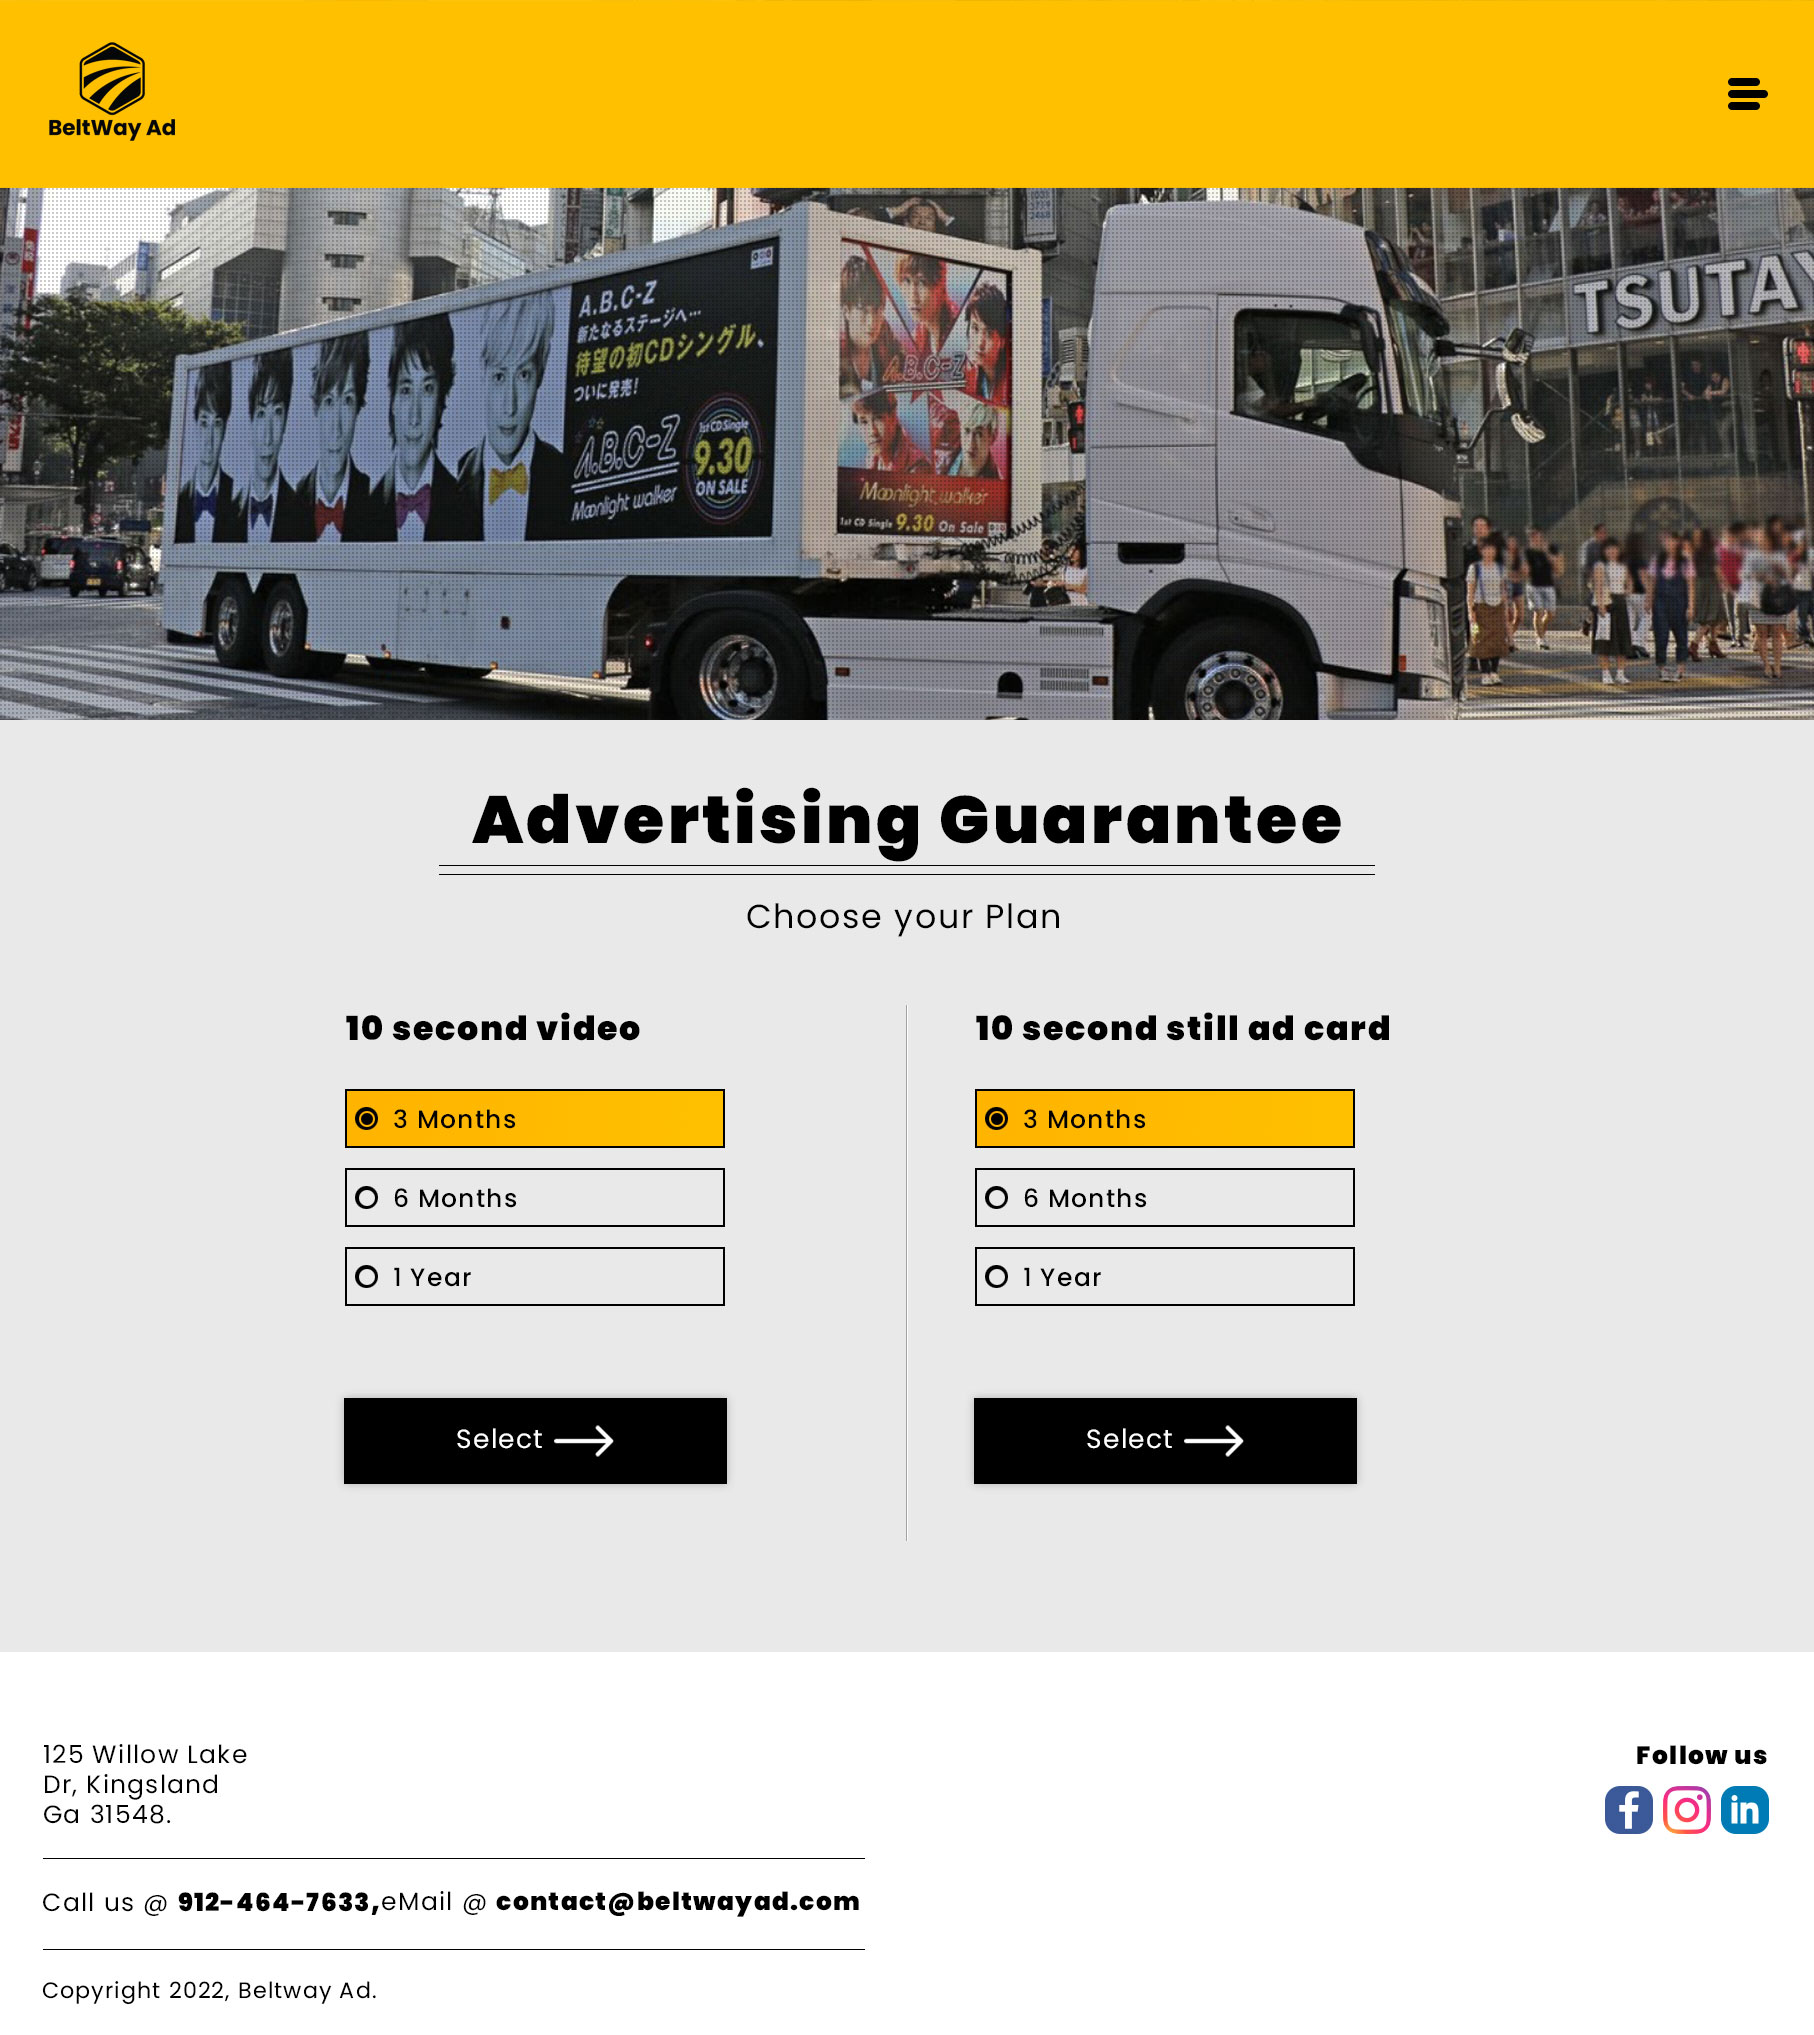 BeltWay Ad
A.B.C-Z
新たなるステージへ…
待望の初CDシングル、
ついに発売!
A.B.C-Z
Moonlight walker
1st CD Single
9.30
ON SALE
A.B.C-Z
Moonlight walker
1st CD Single 9.30 On Sale
TSUTAY
Advertising Guarantee
Choose your Plan
10 second video
3 Months
6 Months
1 Year
Select
10 second still ad card
3 Months
6 Months
1 Year
Select
125 Willow Lake
Dr, Kingsland
Ga 31548.
Follow us
Call us @ 912-464-7633,eMail @ contact@beltwayad.com
Copyright 2022, Beltway Ad.